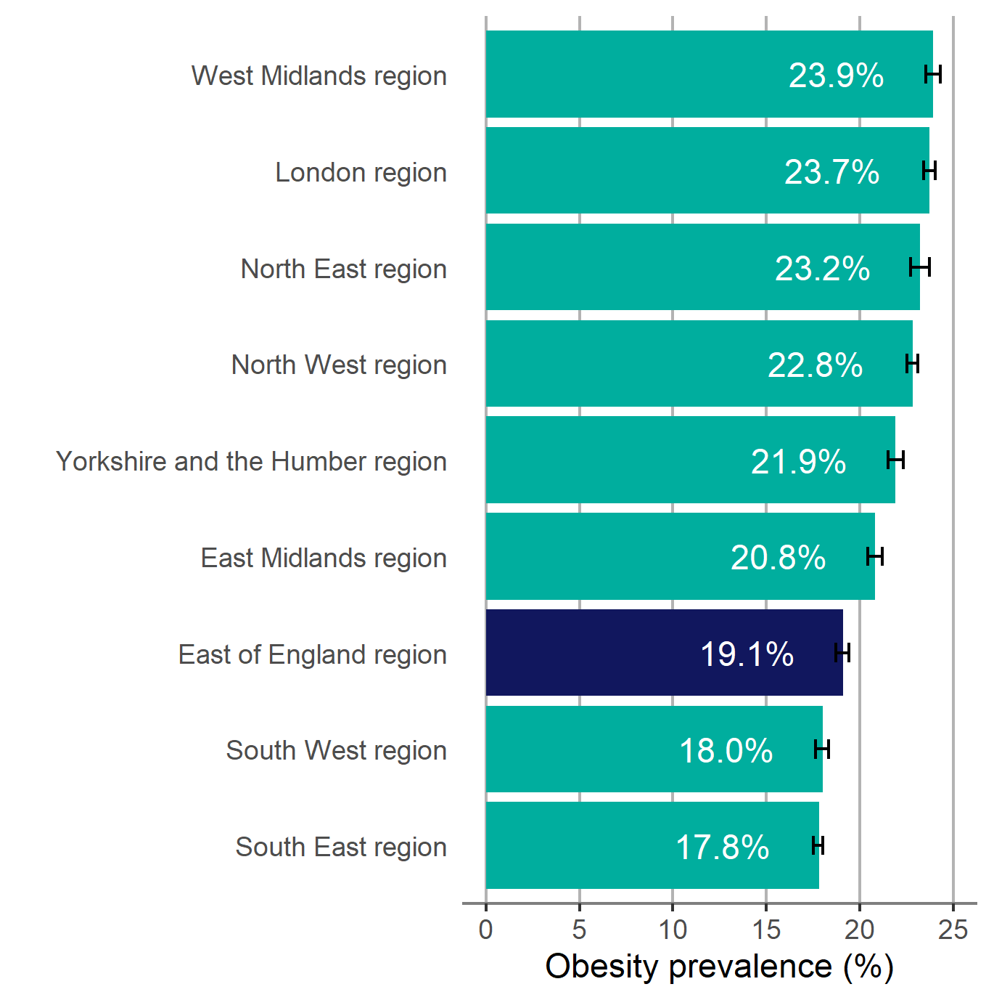 West Midlands region 23.9%
London region 23.7%
North East region 23.2%
North West region 22.8%
Yorkshire and the Humber region 21.9%
East Midlands region 20.8%
East of England region 19.1%
South West region 18.0%
South East region 17.8%
0 5 10 15 20 25
Obesity prevalence (%)